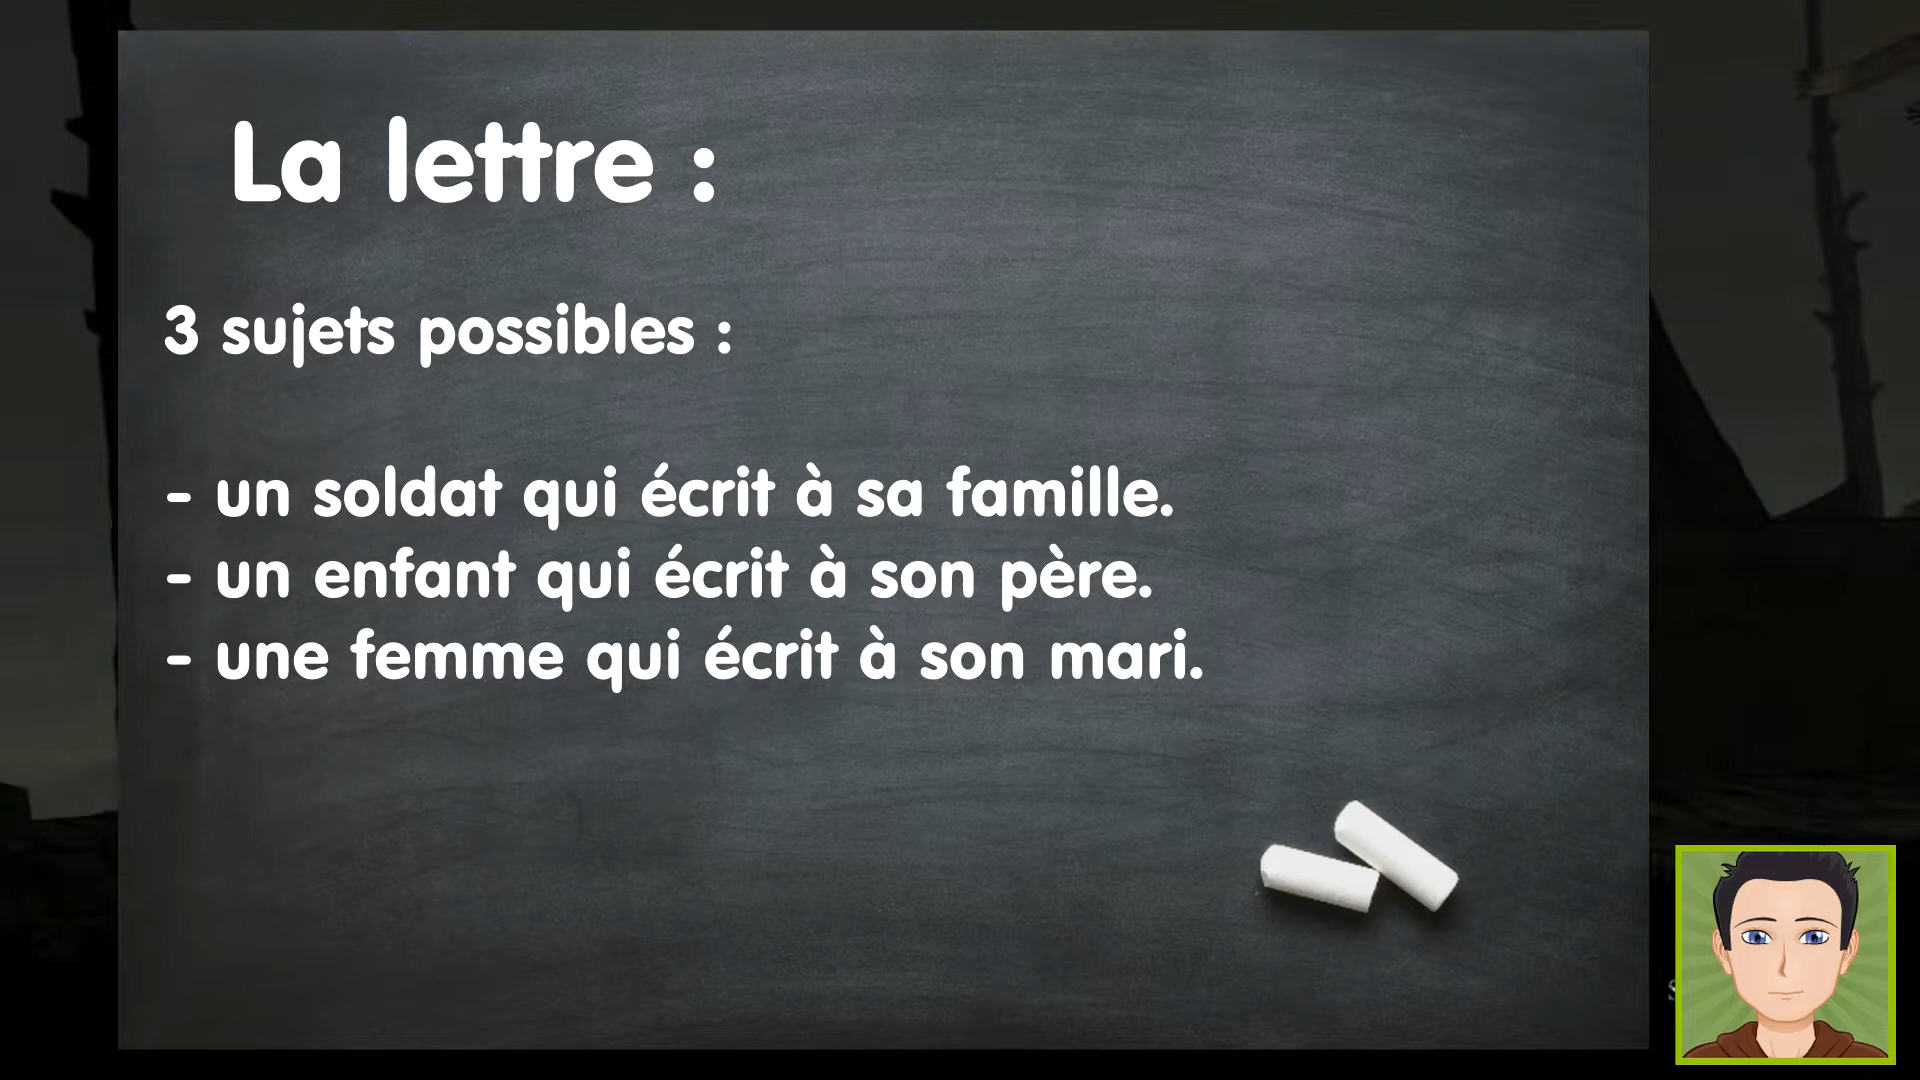 La lettre :
3 sujets possibles :
- un soldat qui écrit à sa famille.
- un enfant qui écrit à son père.
- une femme qui écrit à son mari.